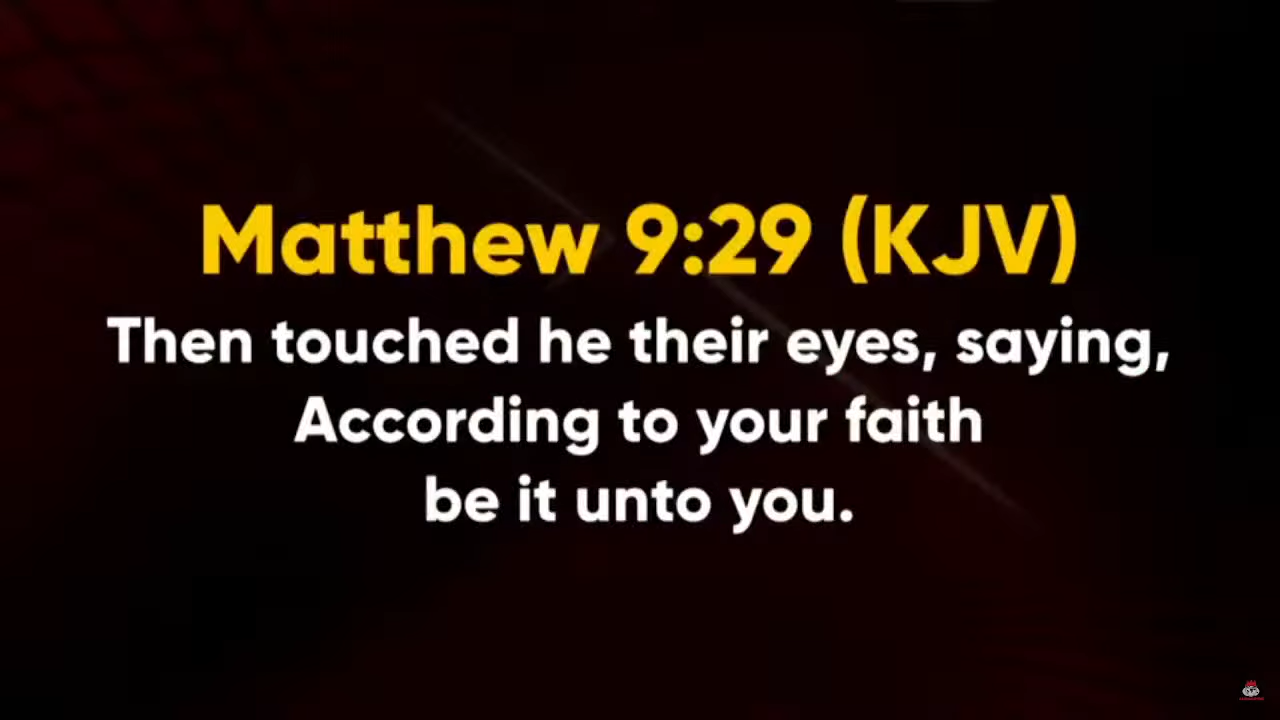 Matthew 9:29 (KJV)
Then touched he their eyes, saying,
According to your faith
be it unto you.